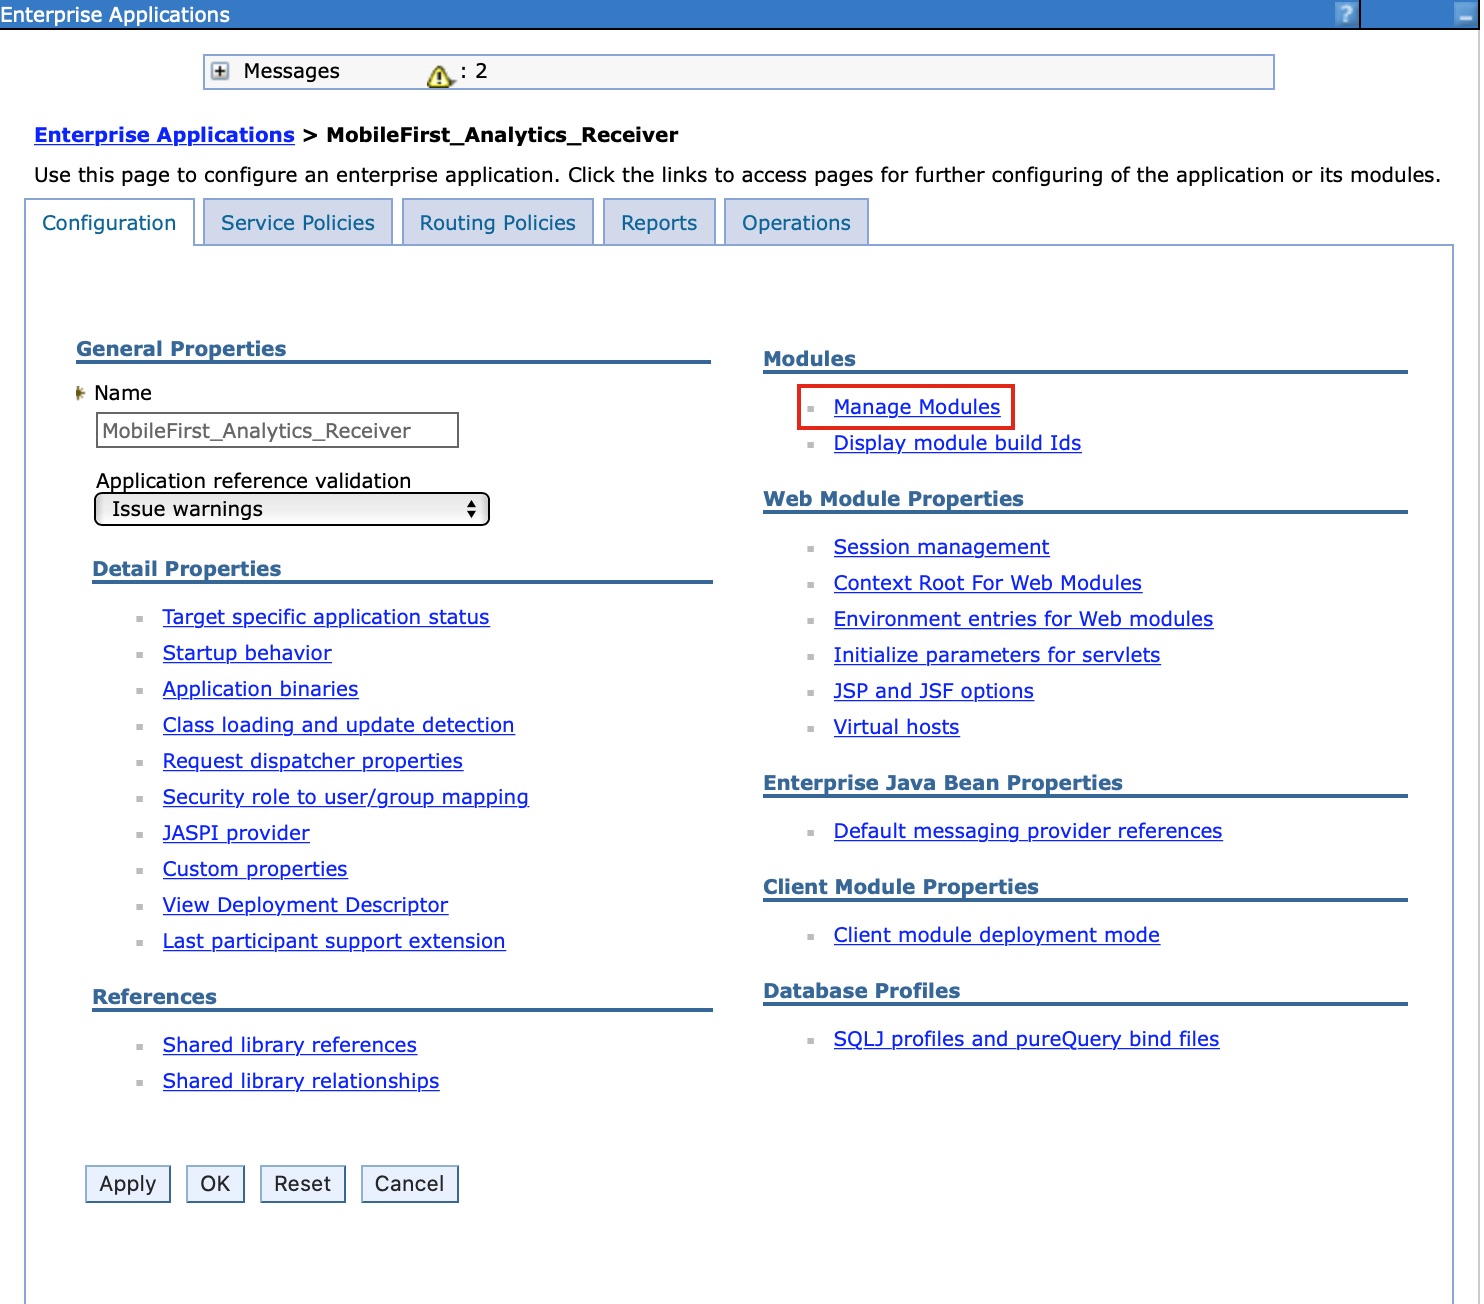 Enterprise Applications
?
Messages : 2
Enterprise Applications > MobileFirst_Analytics_Receiver
Use this page to configure an enterprise application. Click the links to access pages for further configuring of the application or its modules.
Configuration
Service Policies
Routing Policies
Reports
Operations
General Properties
Name
MobileFirst_Analytics_Receiver
Application reference validation
Issue warnings
Detail Properties
Target specific application status
Startup behavior
Application binaries
Class loading and update detection
Request dispatcher properties
Security role to user/group mapping
JASPI provider
Custom properties
View Deployment Descriptor
Last participant support extension
References
Shared library references
Shared library relationships
Modules
Manage Modules
Display module build Ids
Web Module Properties
Session management
Context Root For Web Modules
Environment entries for Web modules
Initialize parameters for servlets
JSP and JSF options
Virtual hosts
Enterprise Java Bean Properties
Default messaging provider references
Client Module Properties
Client module deployment mode
Database Profiles
SQLJ profiles and pureQuery bind files
Apply
OK
Reset
Cancel